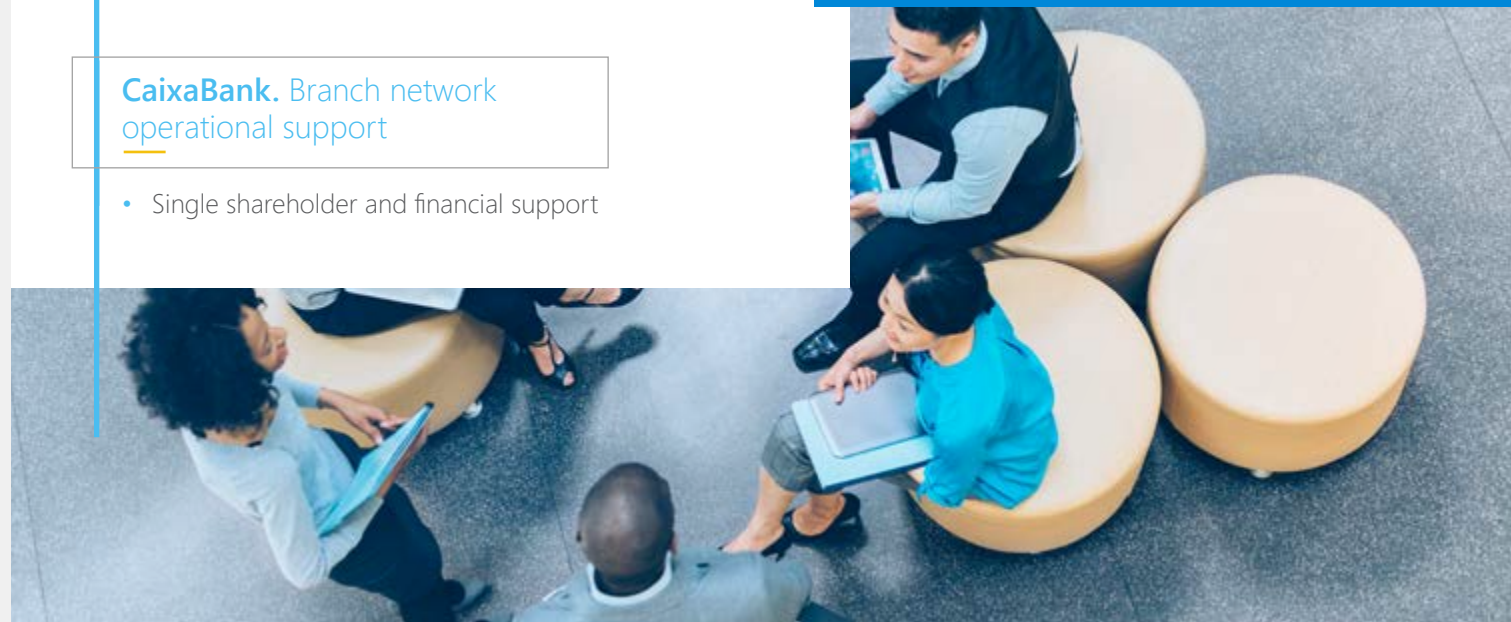 CaixaBank. Branch network
operational support
• Single shareholder and financial support